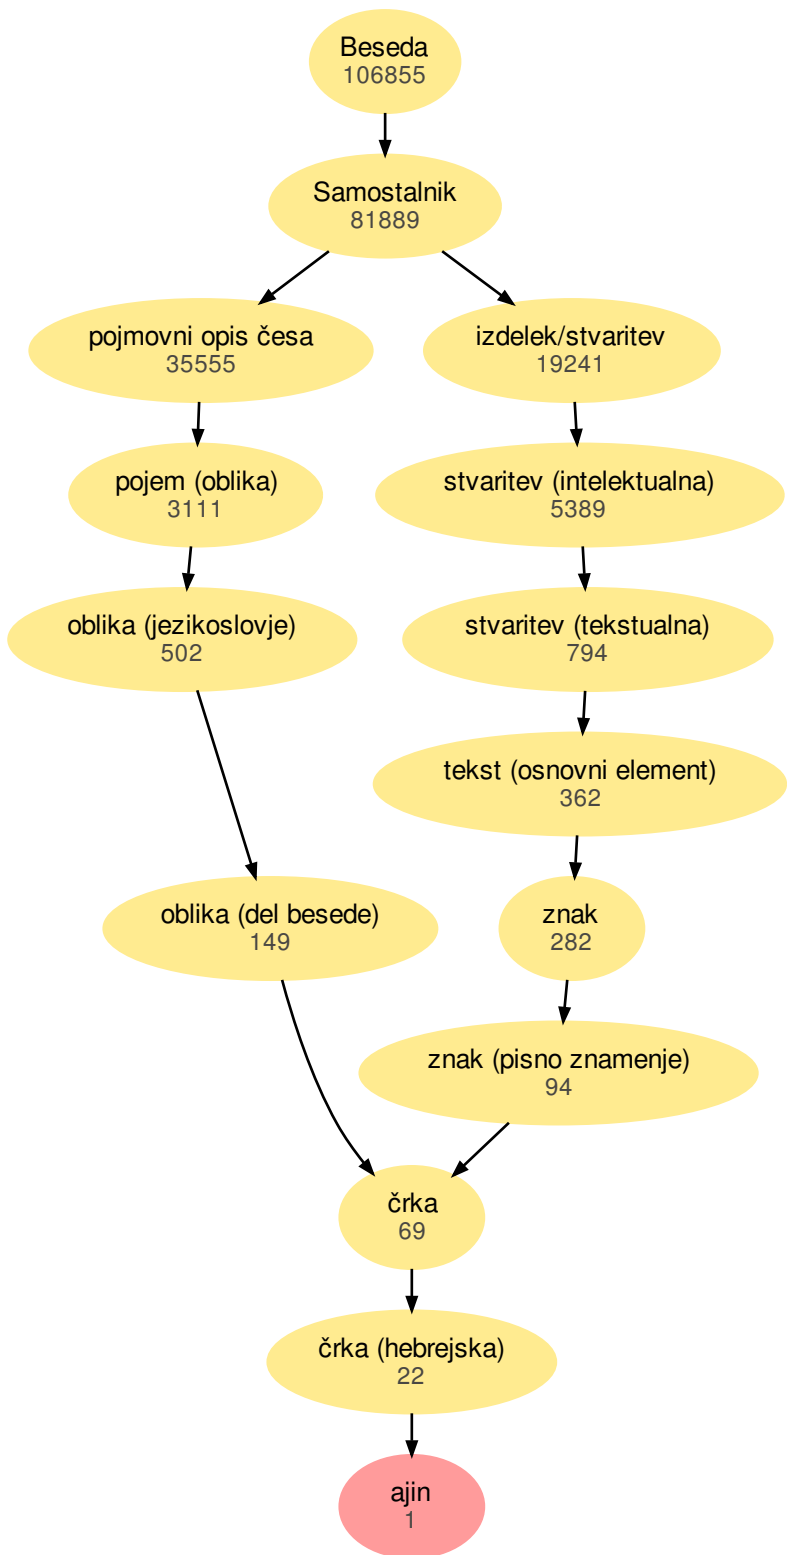 Beseda
106855
Samostalnik
81889
pojmovni opis česa
35555
izdelek/stvaritev
19241
pojem (oblika)
3111
stvaritev (intelektualna)
5389
oblika (jezikoslovje)
502
stvaritev (tekstualna)
794
tekst (osnovni element)
362
oblika (del besede)
149
znak
282
znak (pisno znamenje)
94
črka
69
črka (hebrejska)
22
ajin
1